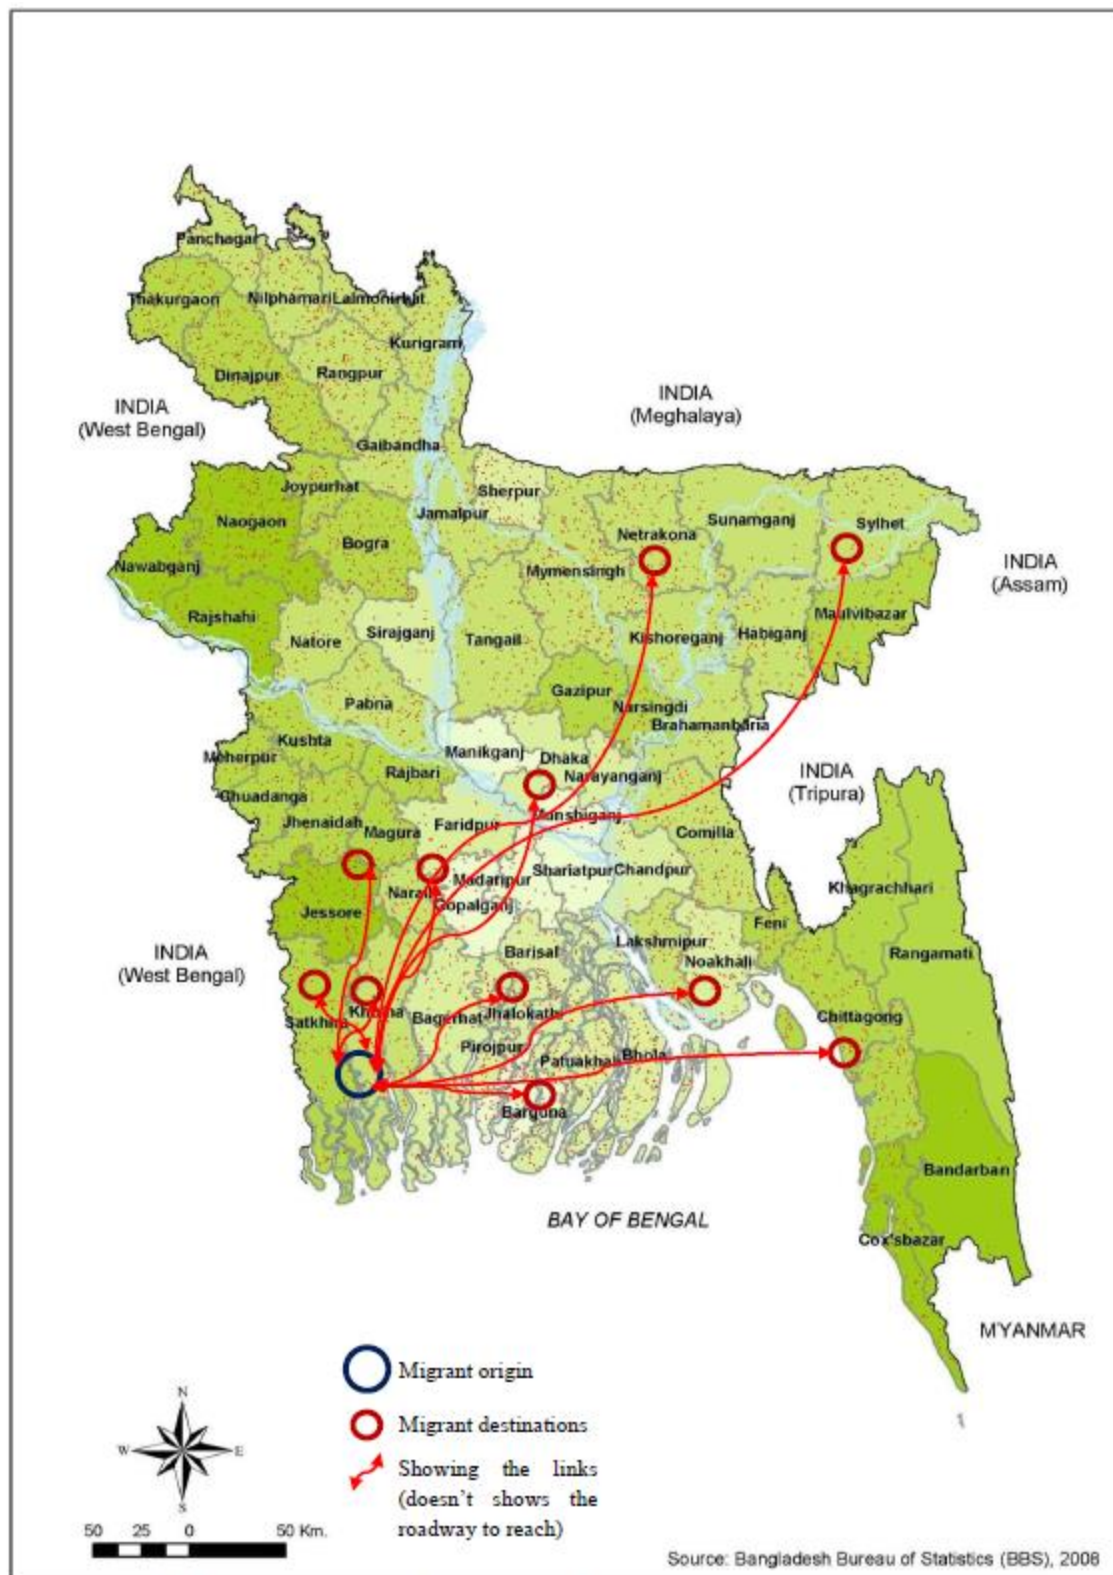 Panchagar
Thakurgaon
Nilphamari
Lalmonirhat
Kurigram
Dinajpur
Rangpur
INDIA
(West Bengal)
INDIA
(Meghalaya)
Gaibandha
Joypurhat
Sherpur
Jamalpur
Naogaon
Bogra
Netrakona
Sunamganj
Sylhet
Nawabganj
Mymensingh
INDIA
(Assam)
Rajshahi
Natore
Sirajganj
Tangail
Kishoreganj
Habiganj
Maulvibazar
Gazipur
Pabna
Narsingdi
Brahamanbaria
Kushta
Manikganj
Dhaka
Meherpur
Rajbari
Narayanganj
INDIA
(Tripura)
Chuadanga
Jhenaidah
Magura
Faridpur
Munshiganj
Comilla
Narail
Madaripur
Shariatpur
Chandpur
Khagrachhari
Jessore
Gopalganj
Feni
INDIA
(West Bengal)
Barisal
Lakshmipur
Noakhali
Rangamati
Satkhira
Khulna
Bagerhat
Jhalokathi
Chittagong
Pirojpur
Patuakhali
Bhola
Barguna
Bandarban
BAY OF BENGAL
Cox'sbazar
MYANMAR
Migrant origin
Migrant destinations
Showing the links
(doesn't shows the
roadway to reach)
N
W
E
S
50 25 0 50 Km.
Source: Bangladesh Bureau of Statistics (BBS), 2008